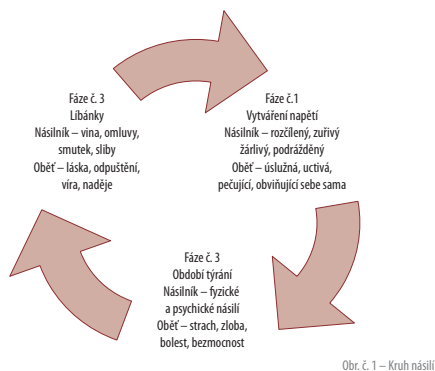 Fáze č. 3
Líbánky
Násilník – vina, omluvy,
smutek, sliby
Oběť – láska, odpuštění,
víra, naděje
Fáze č.1
Vytváření napětí
Násilník – rozčílený, zuřivý
žárlivý, podrážděný
Oběť – úslužná, uctivá,
pečující, obviňující sebe sama
Fáze č. 3
Období týrání
Násilník – fyzické
a psychické násilí
Oběť – strach, zloba,
bolest, bezmocnost
Obr. č. 1 – Kruh násilí